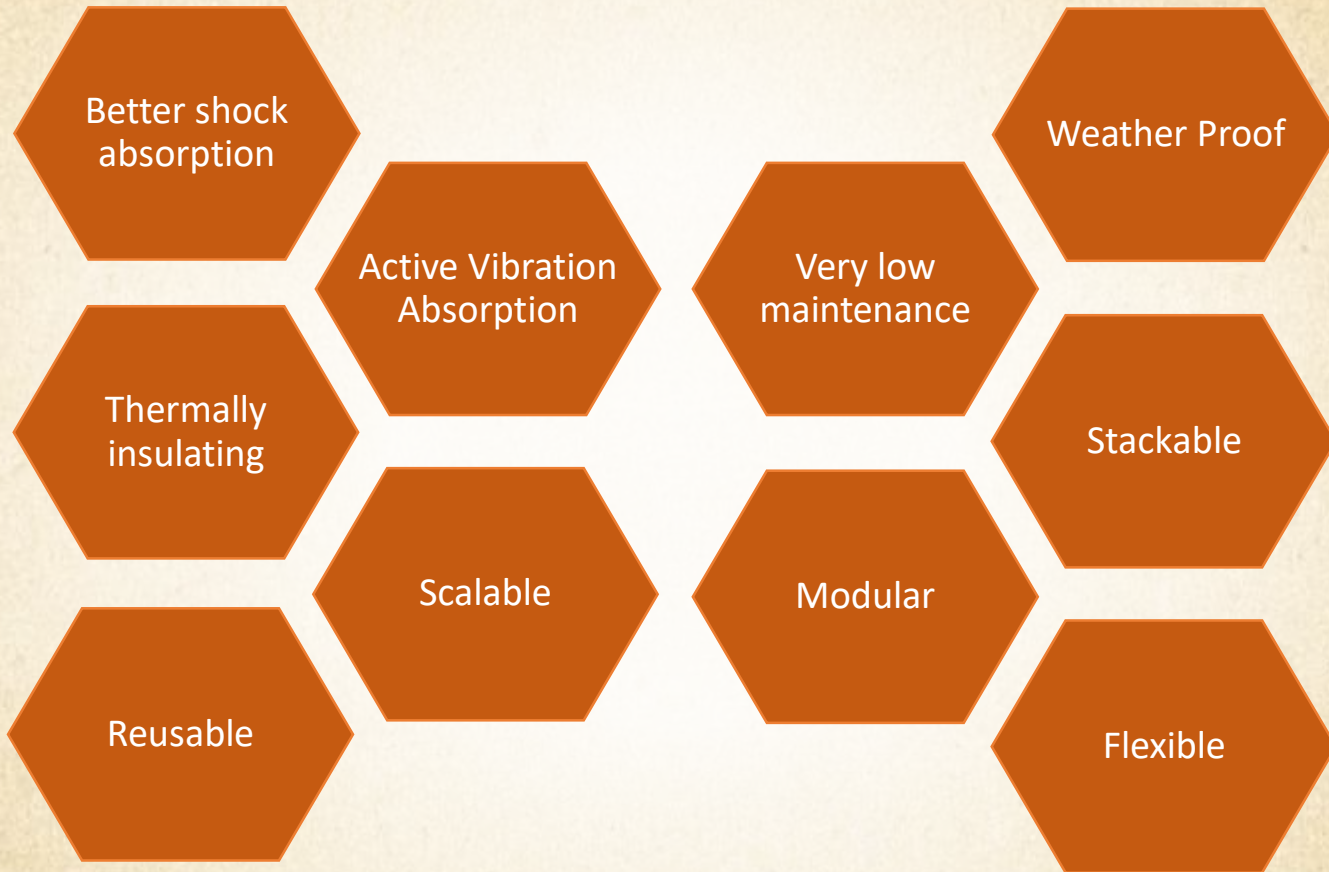 Better shock
absorption
Active Vibration
Absorption
Thermally
insulating
Scalable
Reusable
Weather Proof
Very low
maintenance
Stackable
Modular
Flexible